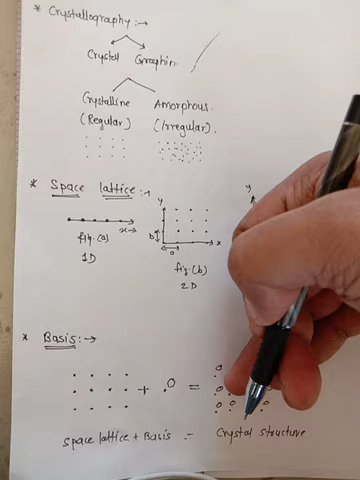 * Crystallography :→
Crystal Graphin
Crystalline Amorphous.
(Regular) (Irregular).
* Space lattice :→
x→
fig.(a)
1D
y
b
a
x
fig.(b)
2D
y
* Basis :→
+ =
Space lattice + Basis = Crystal structure